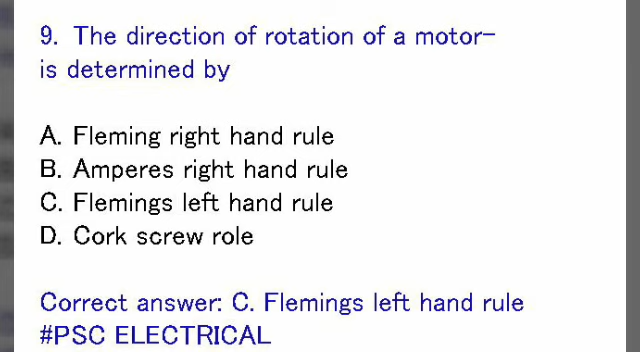 9. The direction of rotation of a motor-
is determined by
A. Fleming right hand rule
B. Amperes right hand rule
C. Flemings left hand rule
D. Cork screw role
Correct answer: C. Flemings left hand rule
#PSC ELECTRICAL